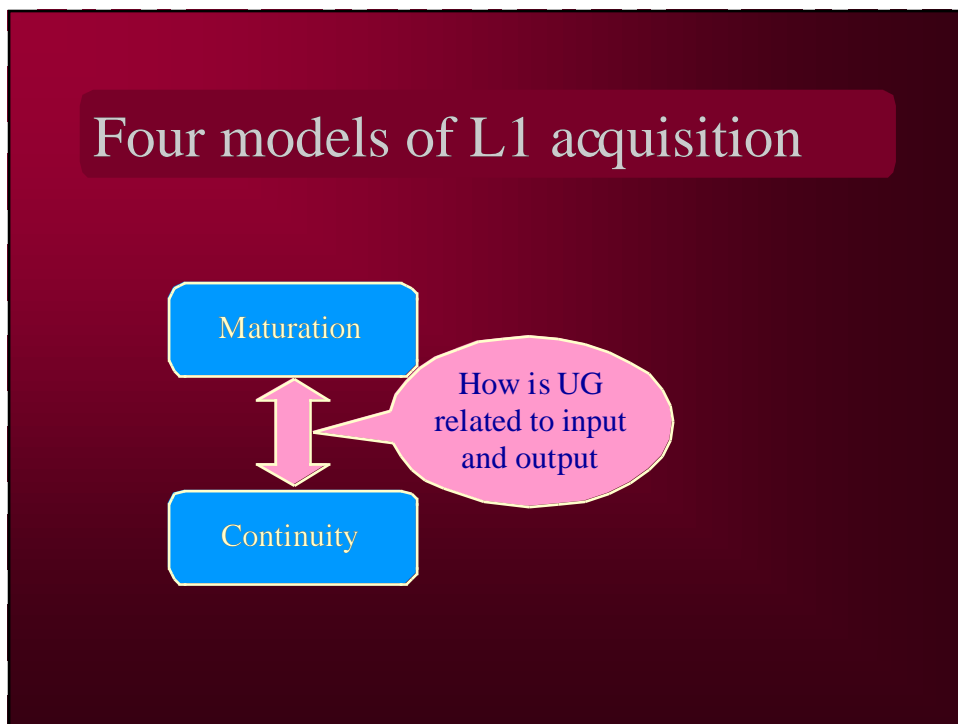 Four models of L1 acquisition
Maturation
How is UG
related to input
and output
Continuity